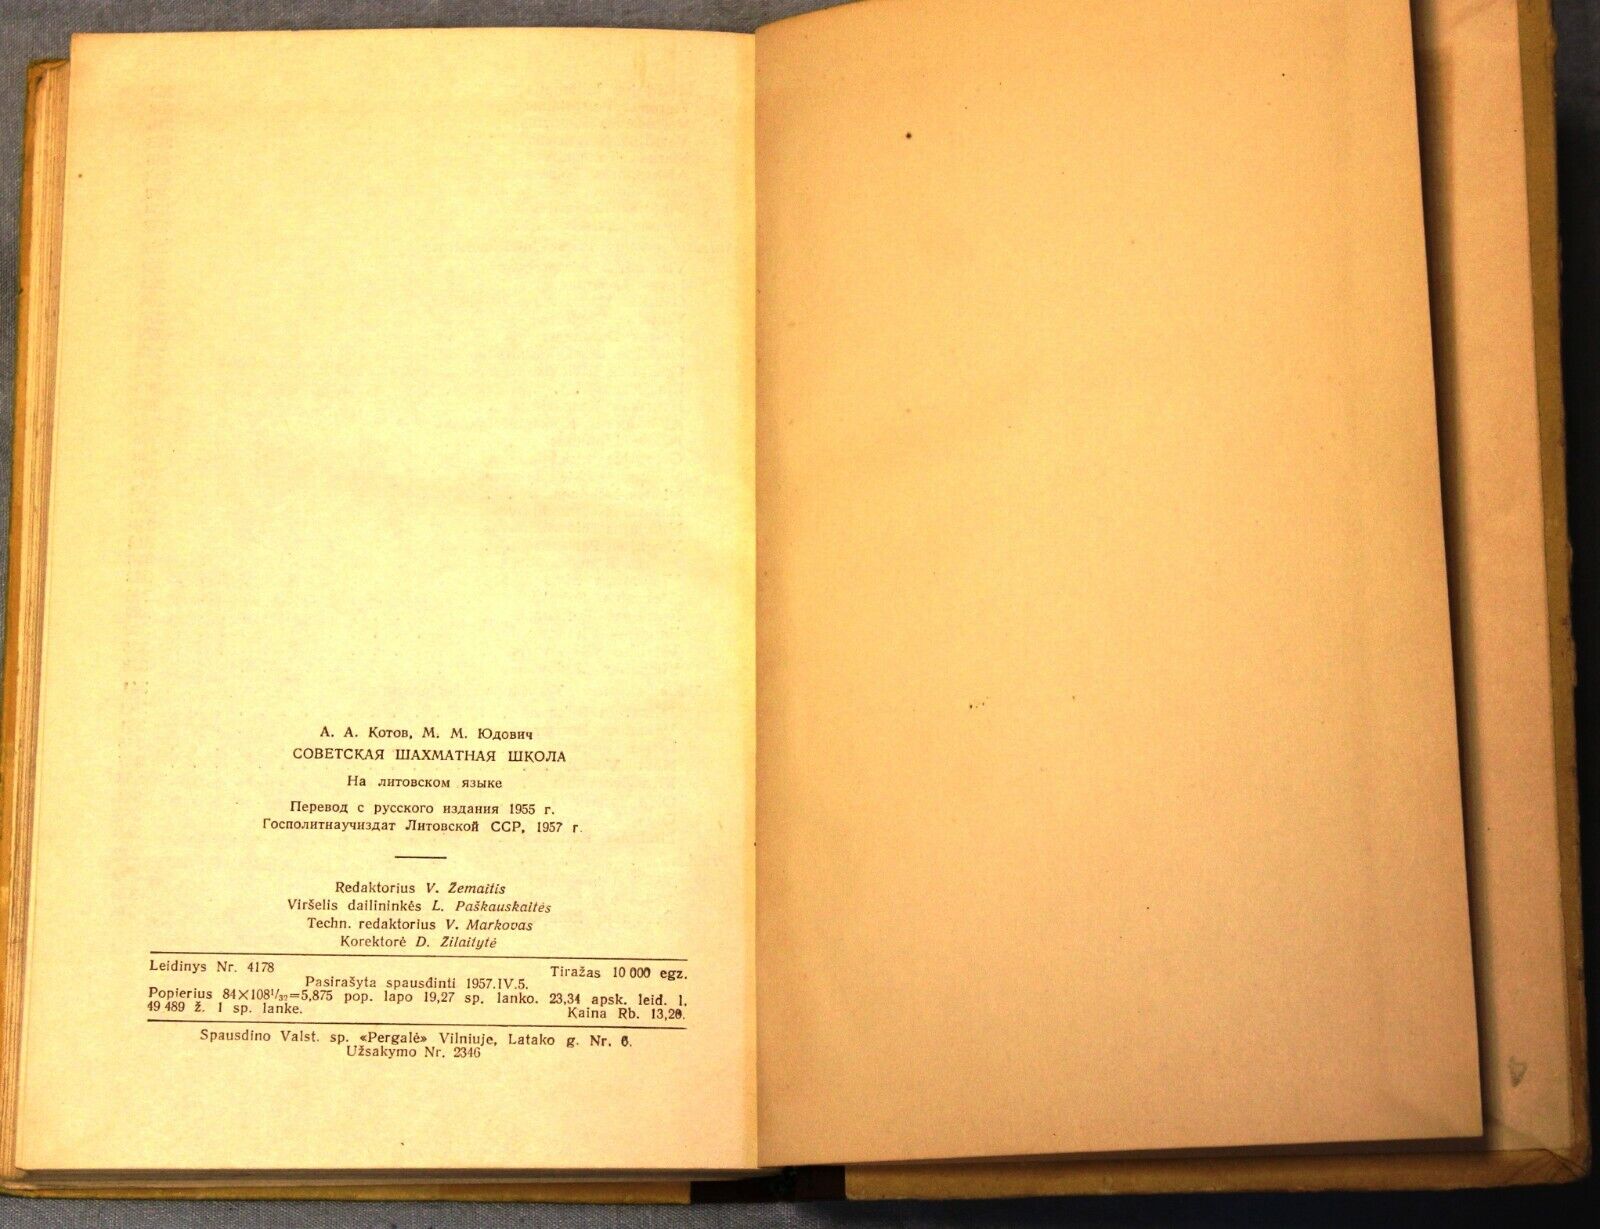 А. А. Котов, М. М. Юдович
СОВЕТСКАЯ ШАХМАТНАЯ ШКОЛА
На литовском языке
Перевод с русского издания 1955 г.
Госполитнаучиздат Литовской ССР, 1957 г.
Redaktorius V. Žemaitis
Viršelis dailininkės L. Paškauskaitės
Techn. redaktorius V. Markovas
Korektorė D. Žilaitytė
Leidinys Nr. 4178 Tiražas 10 000 egz.
Pasirašyta spausdinti 1957.IV.5.
Popierius 84×108¹/₃₂=5,875 pop. lapo 19,27 sp. lanko. 23,34 apsk. leid. l.
49 489 ž. 1 sp. lanke. Kaina Rb. 13,20.
Spausdino Valst. sp. «Pergalė» Vilniuje, Latako g. Nr. 6.
Užsakymo Nr. 2346